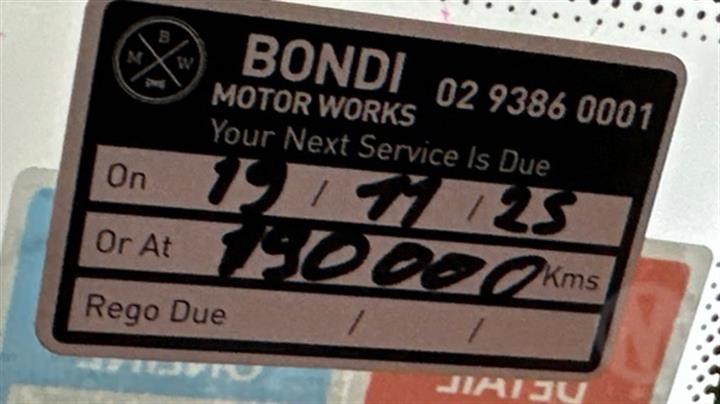 B
M W
BONDI
MOTOR WORKS
02 9386 0001
Your Next Service Is Due
On 19 / 11 / 25
Or At 190000 Kms
Rego Due / /
DETAIL